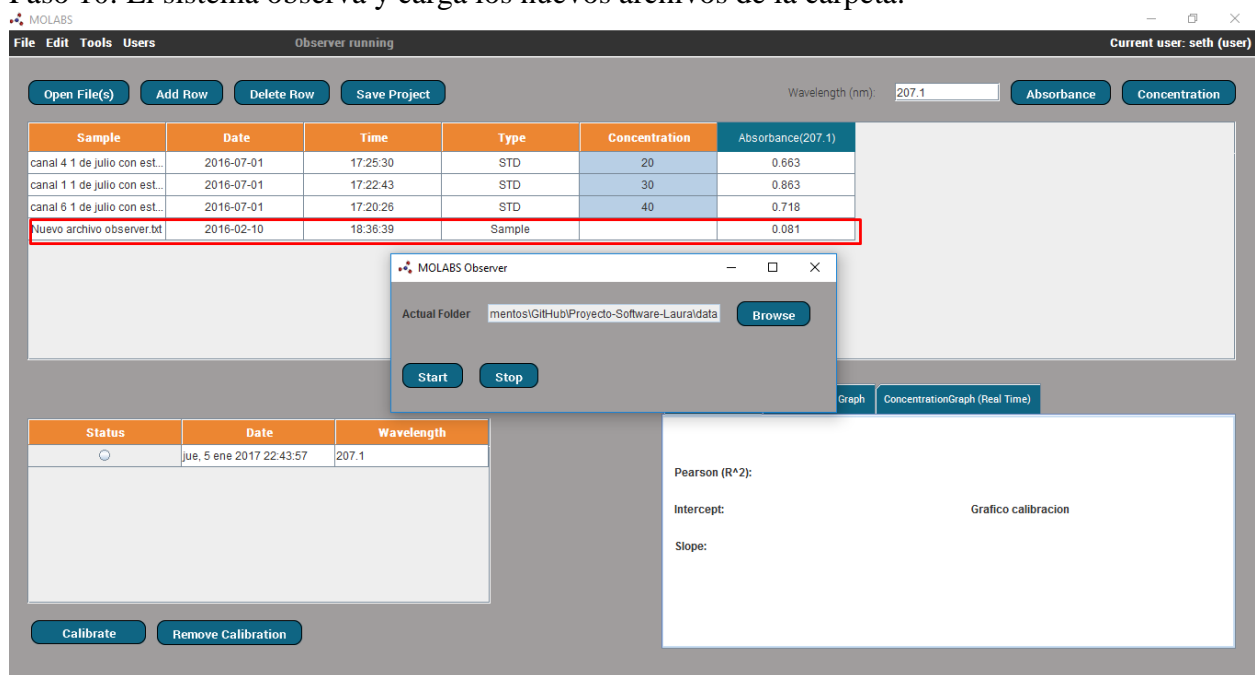 Paso 10. El sistema observa y carga los nuevos archivos de la carpeta.
MOLABS
File Edit Tools Users Observer running Current user: seth (user)
Open File(s) Add Row Delete Row Save Project Wavelength (nm): 207.1 Absorbance Concentration
Sample Date Time Type Concentration Absorbance(207.1)
canal 4 1 de julio con est... 2016-07-01 17:25:30 STD 20 0.663
canal 1 1 de julio con est... 2016-07-01 17:22:43 STD 30 0.863
canal 6 1 de julio con est... 2016-07-01 17:20:26 STD 40 0.718
Nuevo archivo observer.txt 2016-02-10 18:36:39 Sample 0.081
MOLABS Observer
Actual Folder mentos\GitHub\Proyecto-Software-Laura\data Browse
Start Stop
Graph ConcentrationGraph (Real Time)
Status Date Wavelength
jue, 5 ene 2017 22:43:57 207.1
Pearson (R^2):
Intercept: Grafico calibracion
Slope:
Calibrate Remove Calibration